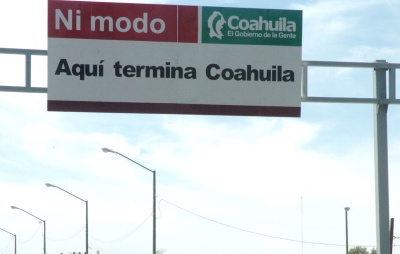 Ni modo
Coahuila
El Gobierno de la Gente
Aquí termina Coahuila